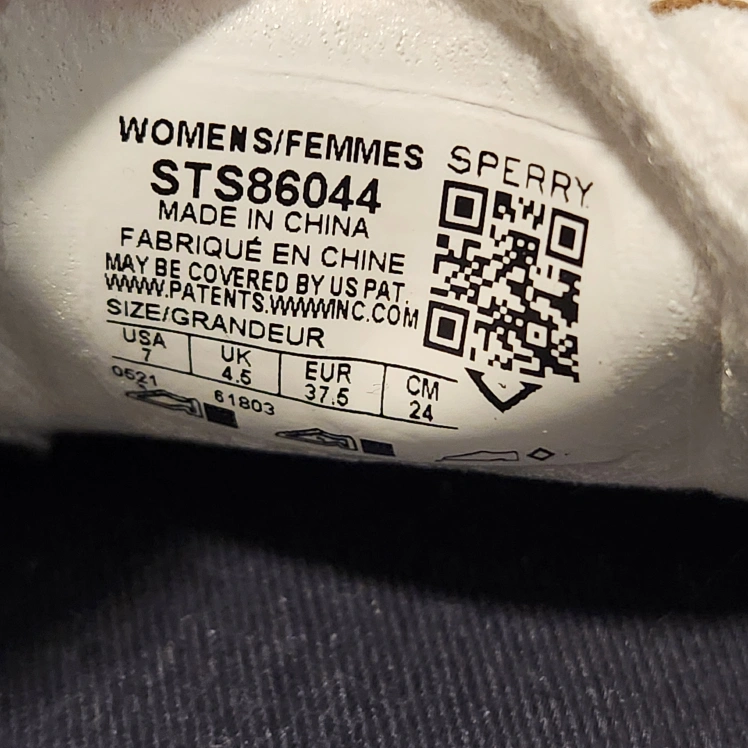 WOMENS/FEMMES
STS86044
MADE IN CHINA
FABRIQUÉ EN CHINE
MAY BE COVERED BY US PAT.
WWW.PATENTS.WWWINC.COM
SIZE/GRANDEUR
USA UK EUR CM
7 4.5 37.5 24
0521 61803
SPERRY